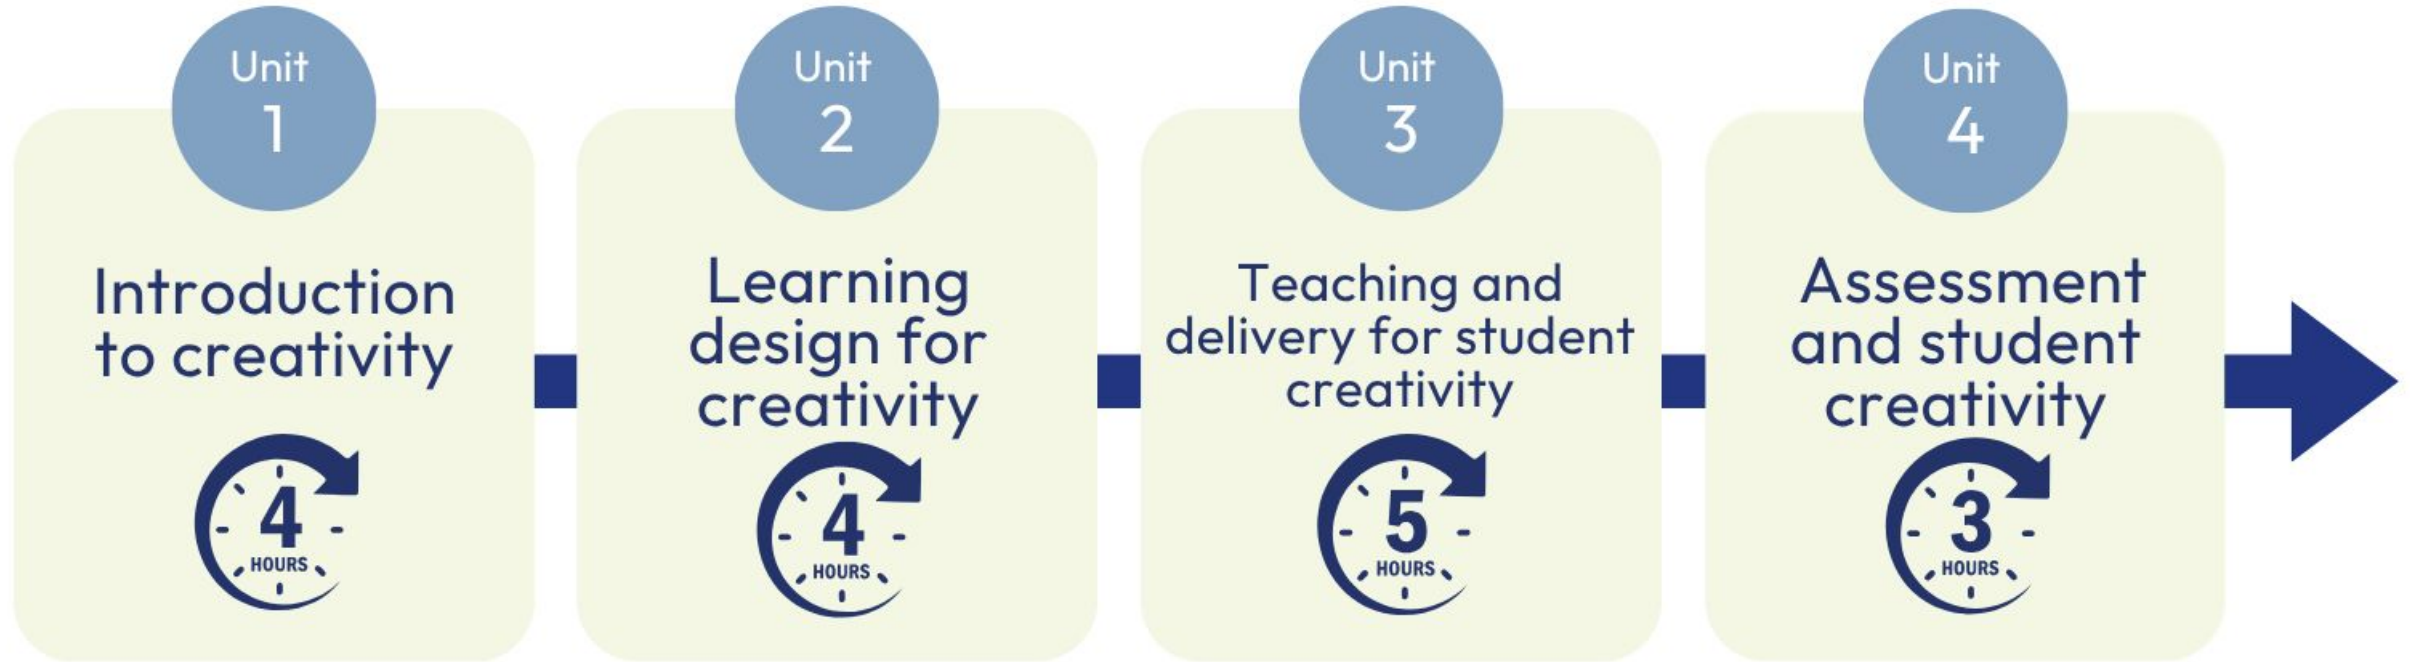 Unit
1
Introduction
to creativity
4
HOURS
Unit
2
Learning
design for
creativity
4
HOURS
Unit
3
Teaching and
delivery for student
creativity
5
HOURS
Unit
4
Assessment
and student
creativity
3
HOURS